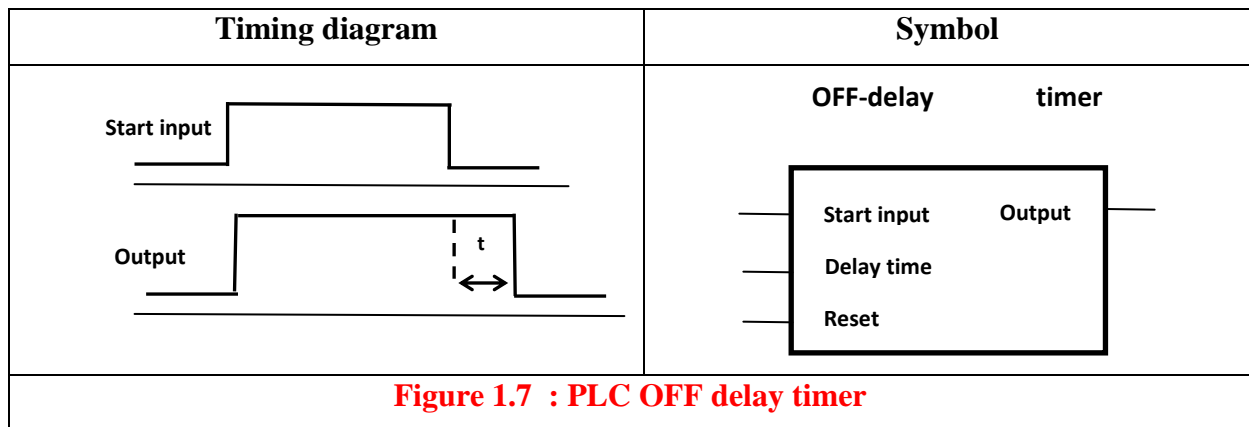 Timing diagram
Symbol
Start input
Output
t
OFF-delay timer
Start input Output
Delay time
Reset
Figure 1.7 : PLC OFF delay timer